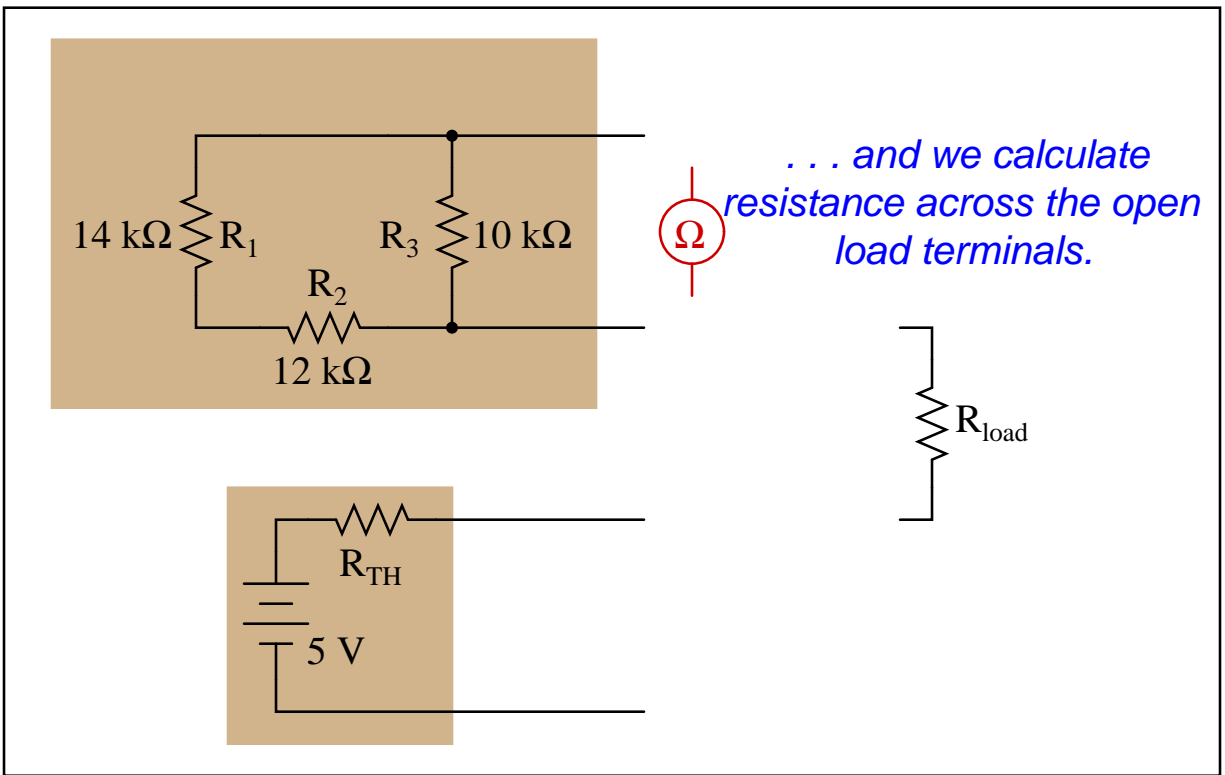 . . . and we calculate
resistance across the open
load terminals.
14 kΩ R1
R3 10 kΩ
Ω
R2
12 kΩ
Rload
RTH
5 V